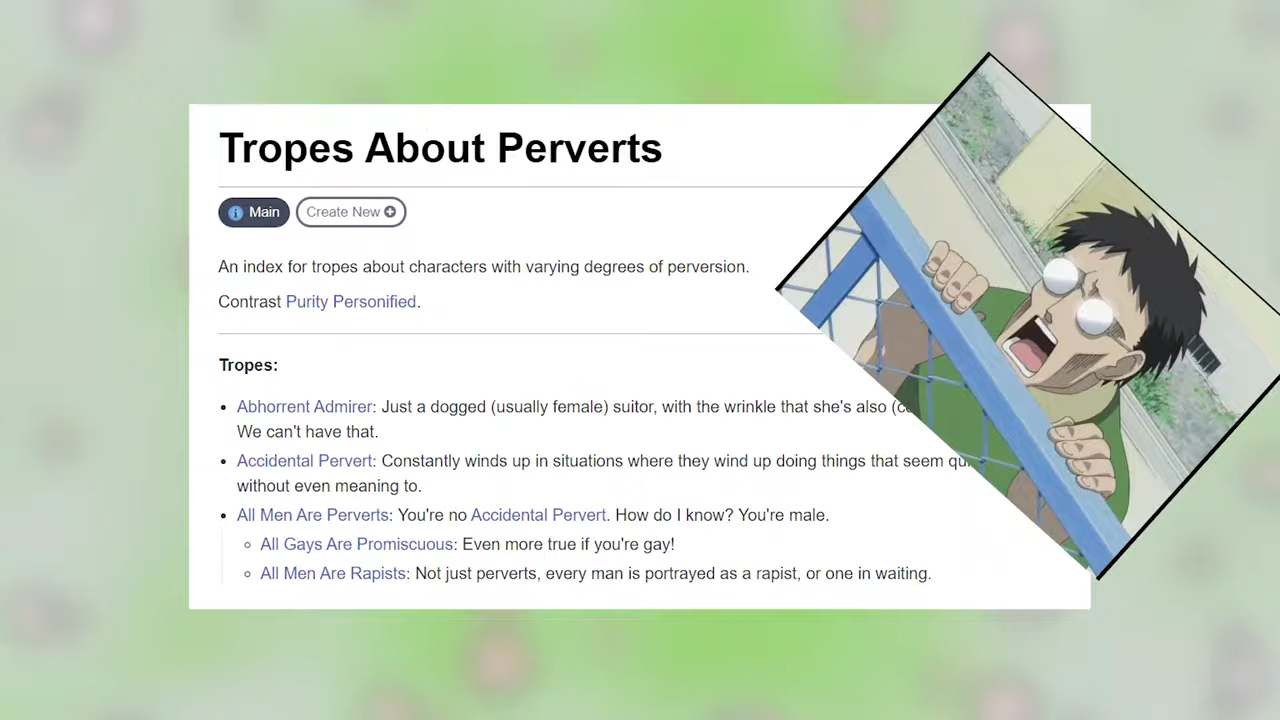 Tropes About Perverts
Main Create New
An index for tropes about characters with varying degrees of perversion.
Contrast Purity Personified.
Tropes:
• Abhorrent Admirer: Just a dogged (usually female) suitor, with the wrinkle that she's also
We can't have that.
• Accidental Pervert: Constantly winds up in situations where they wind up doing things that seem
without even meaning to.
• All Men Are Perverts: You're no Accidental Pervert. How do I know? You're male.
◦ All Gays Are Promiscuous: Even more true if you're gay!
◦ All Men Are Rapists: Not just perverts, every man is portrayed as a rapist, or one in waiting.